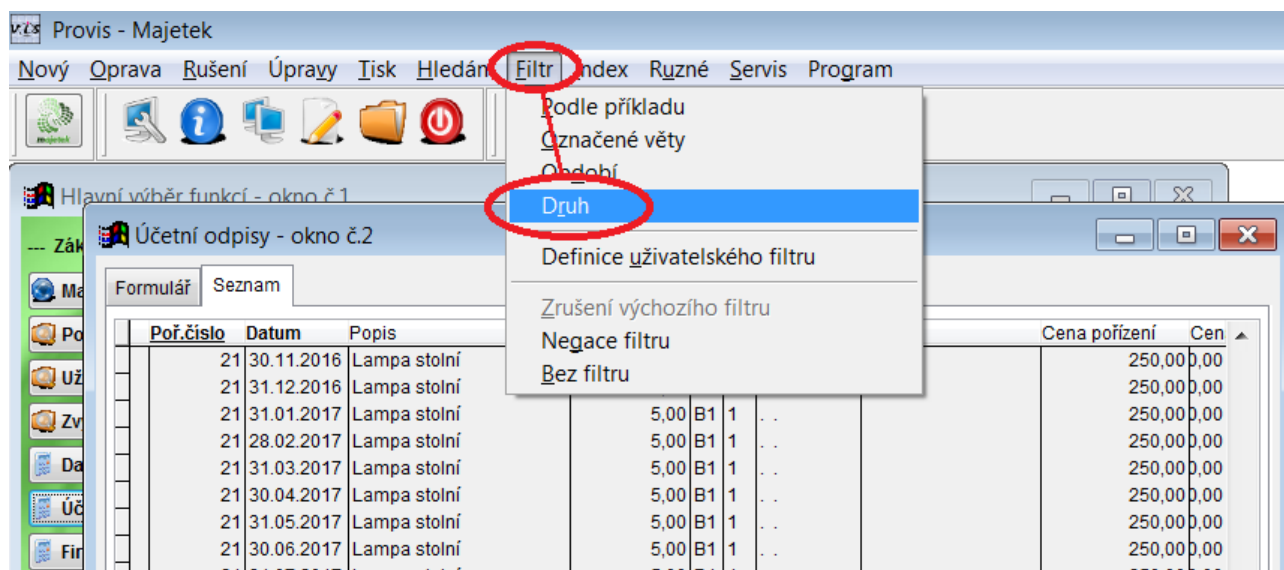 vis Provis - Majetek
Nový Oprava Rušení Úpravy Tisk Hledán Filtr Index Ruzné Servis Program
majetek
Podle příkladu
Označené věty
Období
Druh
Definice uživatelského filtru
Zrušení výchozího filtru
Negace filtru
Bez filtru
Hlavní výběr funkcí - okno č.1
--- Zák
Účetní odpisy - okno č.2
Ma
Po
Už
Zv
Da
Úč
Fin
Formulář Seznam
Poř.číslo Datum Popis Cena pořízení Cen
21 30.11.2016 Lampa stolní 250,00 0,00
21 31.12.2016 Lampa stolní 250,00 0,00
21 31.01.2017 Lampa stolní 5,00 B1 1 . . 250,00 0,00
21 28.02.2017 Lampa stolní 5,00 B1 1 . . 250,00 0,00
21 31.03.2017 Lampa stolní 5,00 B1 1 . . 250,00 0,00
21 30.04.2017 Lampa stolní 5,00 B1 1 . . 250,00 0,00
21 31.05.2017 Lampa stolní 5,00 B1 1 . . 250,00 0,00
21 30.06.2017 Lampa stolní 5,00 B1 1 . . 250,00 0,00